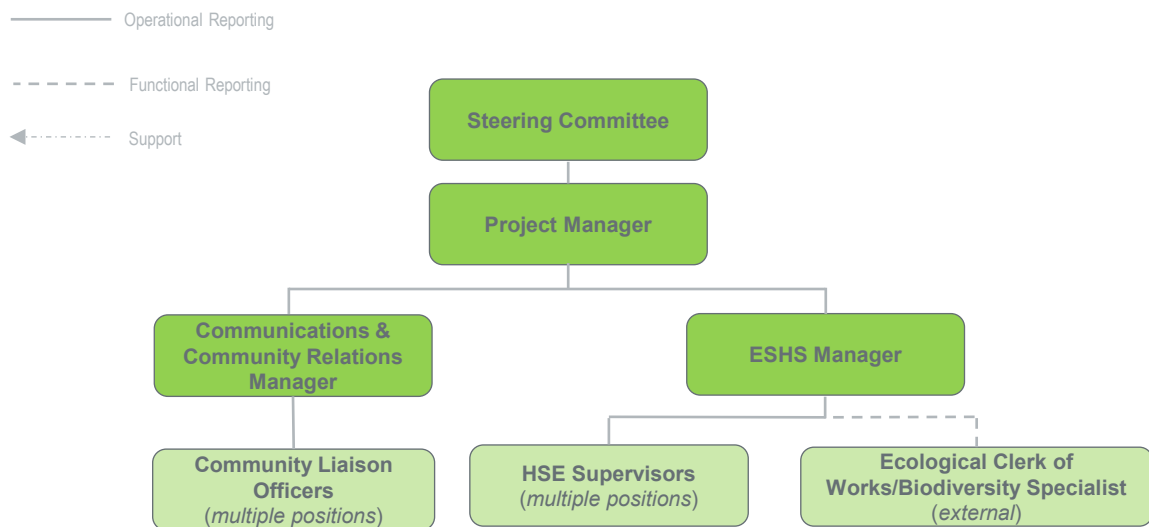 Operational Reporting
Functional Reporting
Support
Steering Committee
Project Manager
Communications &
Community Relations
Manager
ESHS Manager
Community Liaison
Officers
(multiple positions)
HSE Supervisors
(multiple positions)
Ecological Clerk of
Works/Biodiversity Specialist
(external)